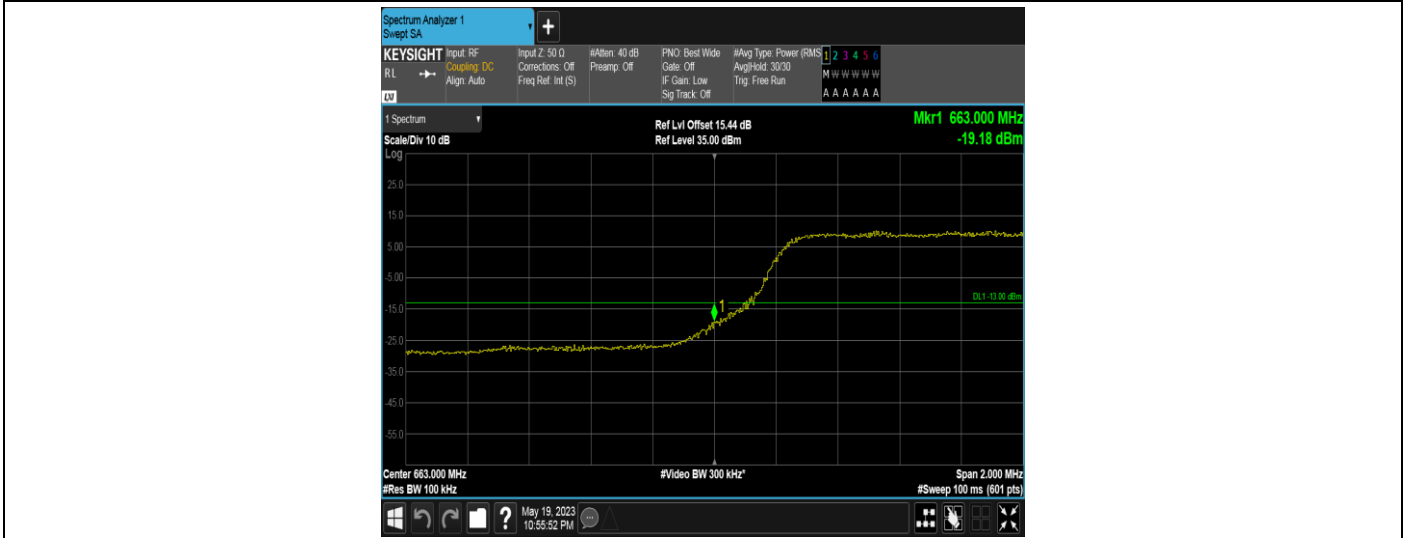 Spectrum Analyzer 1
Swept SA
+
KEYSIGHT Input: RF Input Z: 50 Ω #Atten: 40 dB PNO: Best Wide #Avg Type: Power (RMS 1 2 3 4 5 6
RL Coupling: DC Corrections: Off Preamp: Off Gate: Off Avg|Hold: 30/30 M W W W W W
Align: Auto Freq Ref: Int (S) IF Gain: Low Trig: Free Run
LXI Sig Track: Off A A A A A A
1 Spectrum Ref Lvl Offset 15.44 dB Mkr1 663.000 MHz
Scale/Div 10 dB Ref Level 35.00 dBm -19.18 dBm
Log
25.0
15.0
5.00
-5.00
DL1 -13.00 dBm
1
-15.0
-25.0
-35.0
-45.0
-55.0
Center 663.000 MHz #Video BW 300 kHz* Span 2.000 MHz
#Res BW 100 kHz #Sweep 100 ms (601 pts)
? May 19, 2023
10:55:52 PM